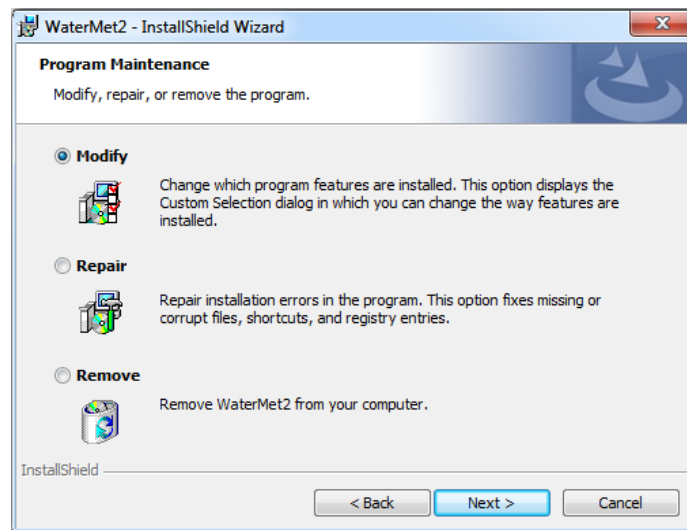 WaterMet2 - InstallShield Wizard
Program Maintenance
Modify, repair, or remove the program.
Modify
Change which program features are installed. This option displays the
Custom Selection dialog in which you can change the way features are
installed.
Repair
Repair installation errors in the program. This option fixes missing or
corrupt files, shortcuts, and registry entries.
Remove
Remove WaterMet2 from your computer.
InstallShield
< Back
Next >
Cancel